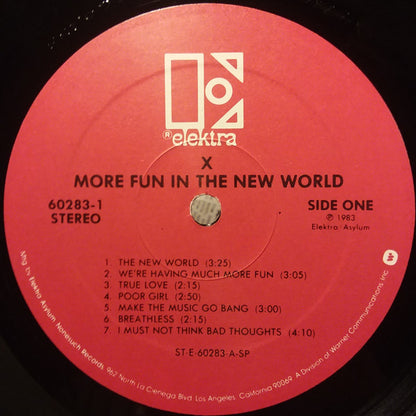 ® elektra
X
MORE FUN IN THE NEW WORLD
60283-1
STEREO
SIDE ONE
℗ 1983
Elektra/Asylum
1. THE NEW WORLD (3:25)
2. WE'RE HAVING MUCH MORE FUN (3:05)
3. TRUE LOVE (2:15)
4. POOR GIRL (2:50)
5. MAKE THE MUSIC GO BANG (3:00)
6. BREATHLESS (2:15)
7. I MUST NOT THINK BAD THOUGHTS (4:10)
ST-E-60283-A-SP
Mfg. by Elektra Asylum Nonesuch Records, 962 North La Cienega Blvd. Los Angeles, California 90069. A Division of Warner Communications Inc.